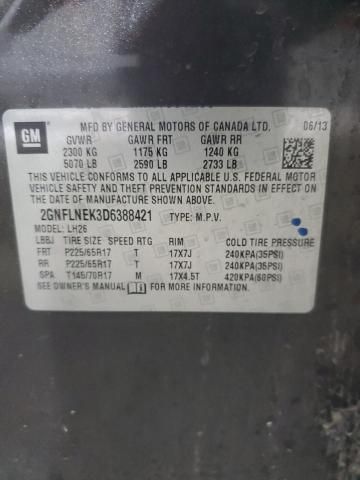 GM
MFD BY GENERAL MOTORS OF CANADA LTD. 06/13
GVWR GAWR FRT GAWR RR
2300 KG 1175 KG 1240 KG
5070 LB 2590 LB 2733 LB
THIS VEHICLE CONFORMS TO ALL APPLICABLE U.S. FEDERAL MOTOR
VEHICLE SAFETY AND THEFT PREVENTION STANDARDS IN EFFECT ON THE
DATE OF MANUFACTURE SHOWN ABOVE.
2GNFLNEK3D6388421 TYPE: M.P.V.
MODEL: LH26
LBBJ TIRE SIZE SPEED RTG RIM COLD TIRE PRESSURE
FRT P225/65R17 T 17X7J 240KPA(35PSI)
RR P225/65R17 T 17X7J 240KPA(35PSI)
SPA T145/70R17 M 17X4.5T 420KPA(60PSI)
SEE OWNER'S MANUAL FOR MORE INFORMATION